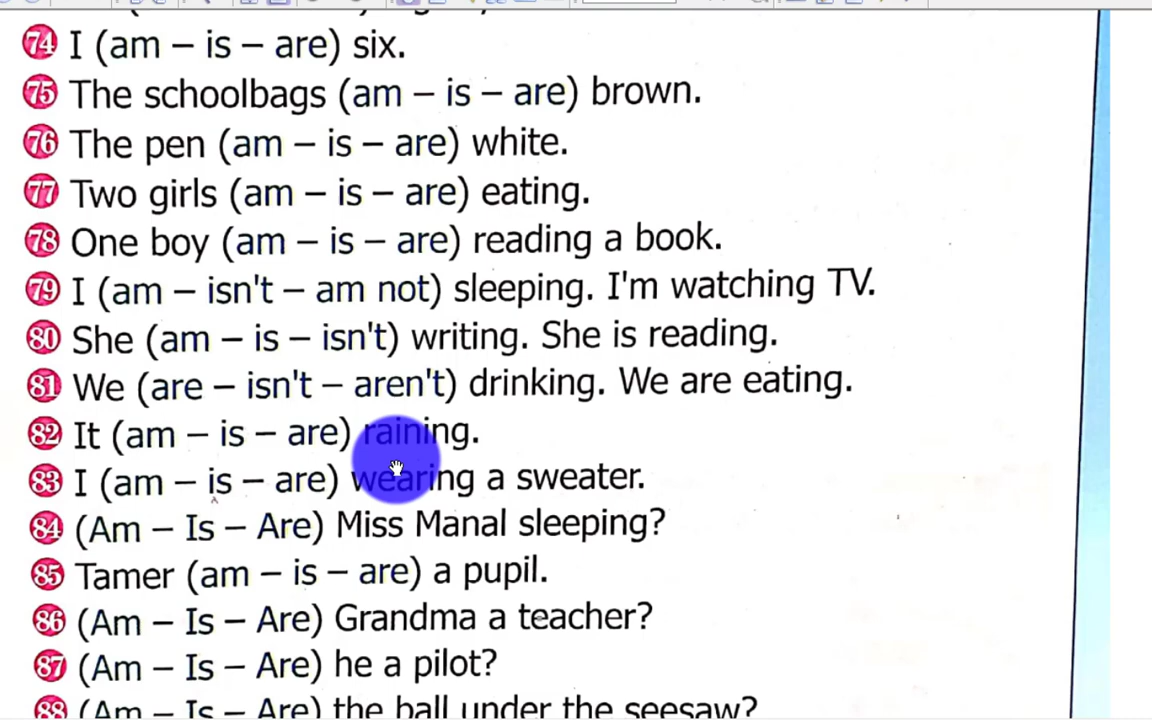 74 I (am – is – are) six.
75 The schoolbags (am – is – are) brown.
76 The pen (am – is – are) white.
77 Two girls (am – is – are) eating.
78 One boy (am – is – are) reading a book.
79 I (am – isn't – am not) sleeping. I'm watching TV.
80 She (am – is – isn't) writing. She is reading.
81 We (are – isn't – aren't) drinking. We are eating.
82 It (am – is – are) raining.
83 I (am – is – are) wearing a sweater.
84 (Am – Is – Are) Miss Manal sleeping?
85 Tamer (am – is – are) a pupil.
86 (Am – Is – Are) Grandma a teacher?
87 (Am – Is – Are) he a pilot?
88 (Am – Is – Are) the ball under the seesaw?